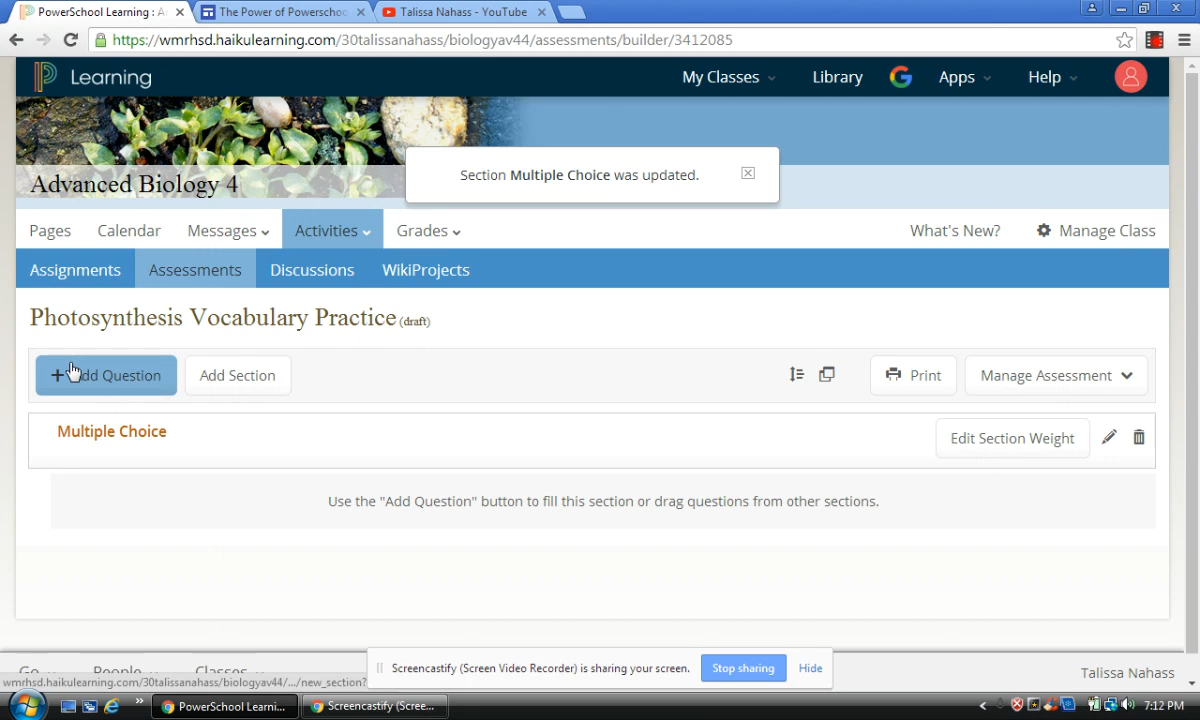 PowerSchool Learning : A
The Power of Powerschoo
Talissa Nahass - YouTube
https://wmrhsd.haikulearning.com/30talissanahass/biologyav44/assessments/builder/3412085
Learning
My Classes
Library
Apps
Help
Section Multiple Choice was updated.
Advanced Biology 4
Pages
Calendar
Messages
Activities
Grades
What's New?
Manage Class
Assignments
Assessments
Discussions
WikiProjects
Photosynthesis Vocabulary Practice (draft)
+ Add Question
Add Section
Print
Manage Assessment
Multiple Choice
Edit Section Weight
Use the "Add Question" button to fill this section or drag questions from other sections.
Go
People
Classes
Screencastify (Screen Video Recorder) is sharing your screen.
Stop sharing
Hide
Talissa Nahass
wmrhsd.haikulearning.com/30talissanahass/biologyav44/.../new_section?
PowerSchool Learni...
Screencastify (Scree...
7:12 PM